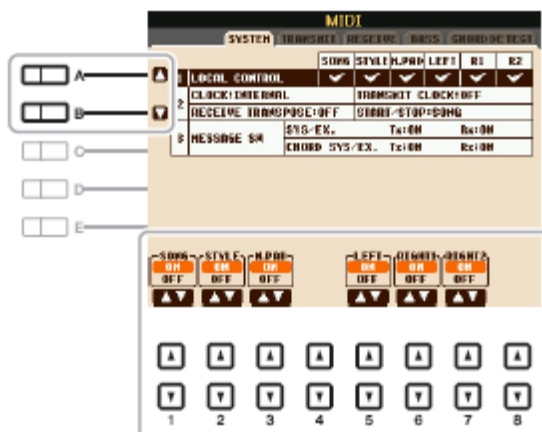 MIDI
SYSTEM TRANSMIT RECEIVE BASS CHORD DETECT
SONG STYLE M.PAD LEFT R1 R2
A 1 LOCAL CONTROL
B 2 CLOCK:INTERNAL TRANSMIT CLOCK:OFF
RECEIVE TRANSPOSE:OFF START/STOP:SONG
C 3 MESSAGE SW SYS/EX. Tx:ON Rx:ON
CHORD SYS/EX. Tx:ON Rx:ON
D
E
SONG STYLE M.PAD LEFT RIGHT1 RIGHT2
ON ON ON ON ON ON
OFF OFF OFF OFF OFF OFF
1 2 3 4 5 6 7 8